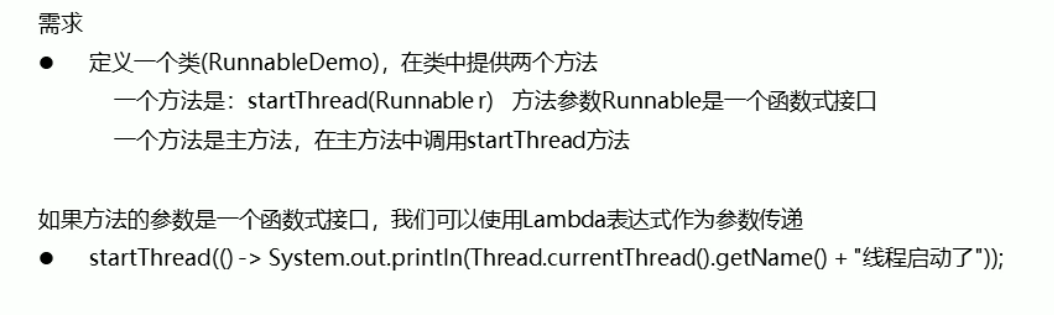 需求
● 定义一个类(RunnableDemo)，在类中提供两个方法
一个方法是：startThread(Runnable r) 方法参数Runnable是一个函数式接口
一个方法是主方法，在主方法中调用startThread方法
如果方法的参数是一个函数式接口，我们可以使用Lambda表达式作为参数传递
● startThread(() -> System.out.println(Thread.currentThread().getName() + "线程启动了"));